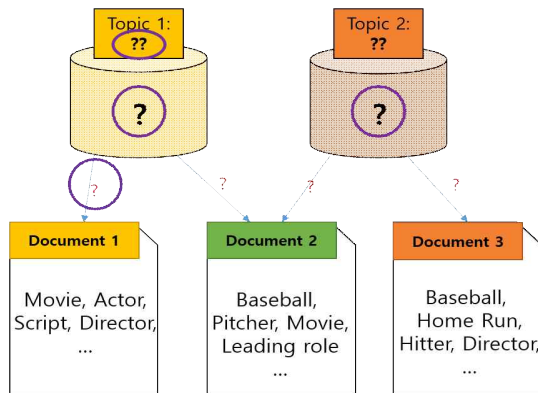 Topic 1:
??
Topic 2:
??
?
?
?
?
?
?
Document 1
Document 2
Document 3
Movie, Actor,
Script, Director,
...
Baseball,
Pitcher, Movie,
Leading role
...
Baseball,
Home Run,
Hitter, Director,
...